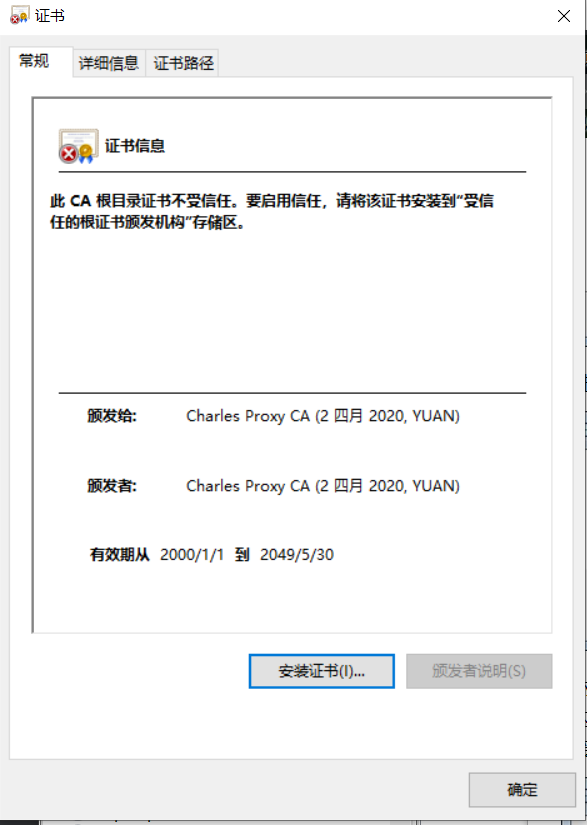 证书
常规 详细信息 证书路径
证书信息
此 CA 根目录证书不受信任。要启用信任，请将该证书安装到“受信
任的根证书颁发机构”存储区。
颁发给: Charles Proxy CA (2 四月 2020, YUAN)
颁发者: Charles Proxy CA (2 四月 2020, YUAN)
有效期从 2000/1/1 到 2049/5/30
安装证书(I)... 颁发者说明(S)
确定